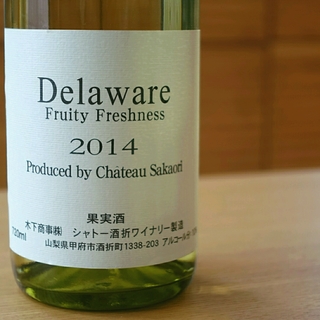 Delaware
Fruity Freshness
2014
Produced by Château Sakaori
果実酒
木下商事㈱ シャトー酒折ワイナリー製造
720ml 山梨県甲府市酒折町1338-203 アルコール分